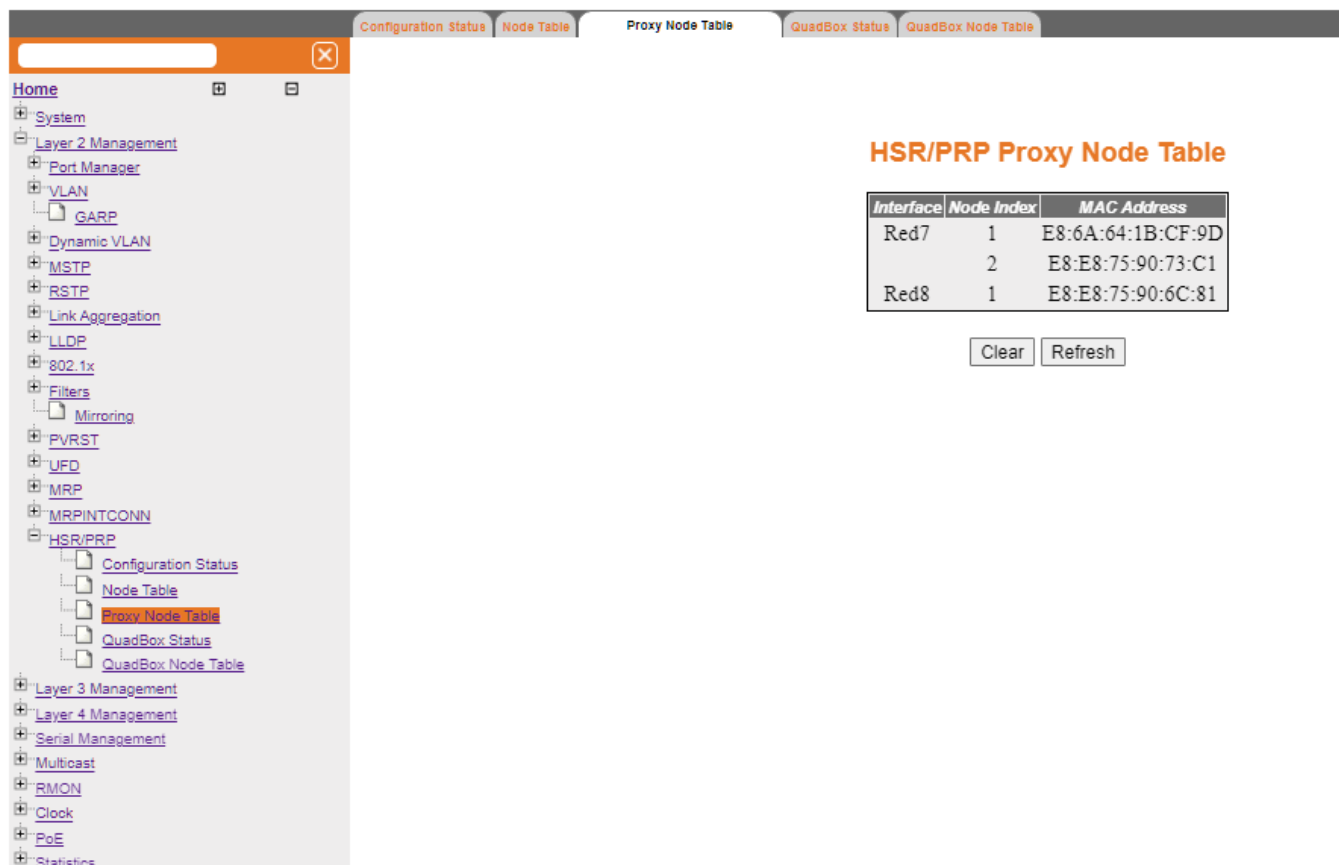 Configuration Status Node Table Proxy Node Table QuadBox Status QuadBox Node Table
Home
System
Layer 2 Management
Port Manager
VLAN
GARP
Dynamic VLAN
MSTP
RSTP
Link Aggregation
LLDP
802.1x
Filters
Mirroring
PVRST
UFD
MRP
MRPINTCONN
HSR/PRP
Configuration Status
Node Table
Proxy Node Table
QuadBox Status
QuadBox Node Table
Layer 3 Management
Layer 4 Management
Serial Management
Multicast
RMON
Clock
PoE
Statistics
HSR/PRP Proxy Node Table
Interface Node Index MAC Address
Red7 1 E8:6A:64:1B:CF:9D
2 E8:E8:75:90:73:C1
Red8 1 E8:E8:75:90:6C:81
Clear Refresh